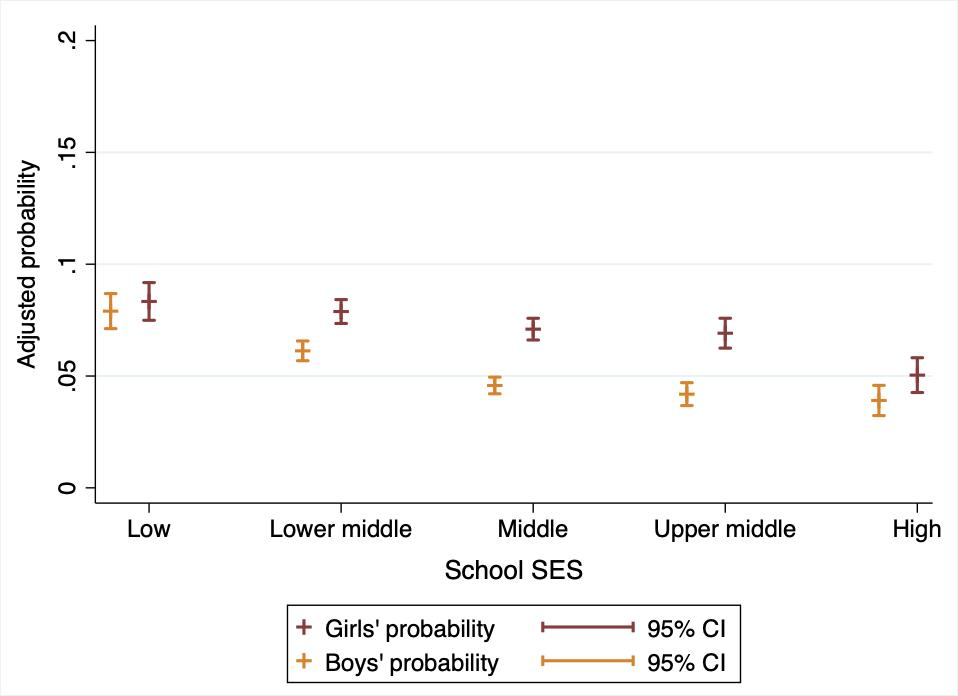 .2
.15
.1
.05
0
Adjusted probability
Low Lower middle Middle Upper middle High
School SES
Girls' probability 95% CI
Boys' probability 95% CI